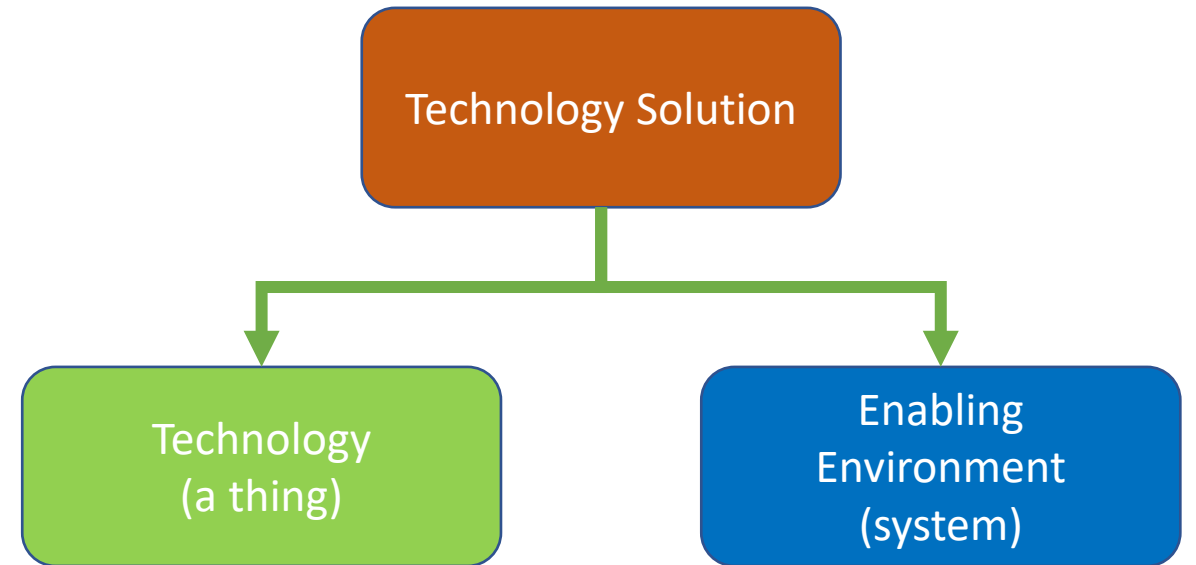 Technology Solution
Technology
(a thing)
Enabling
Environment
(system)